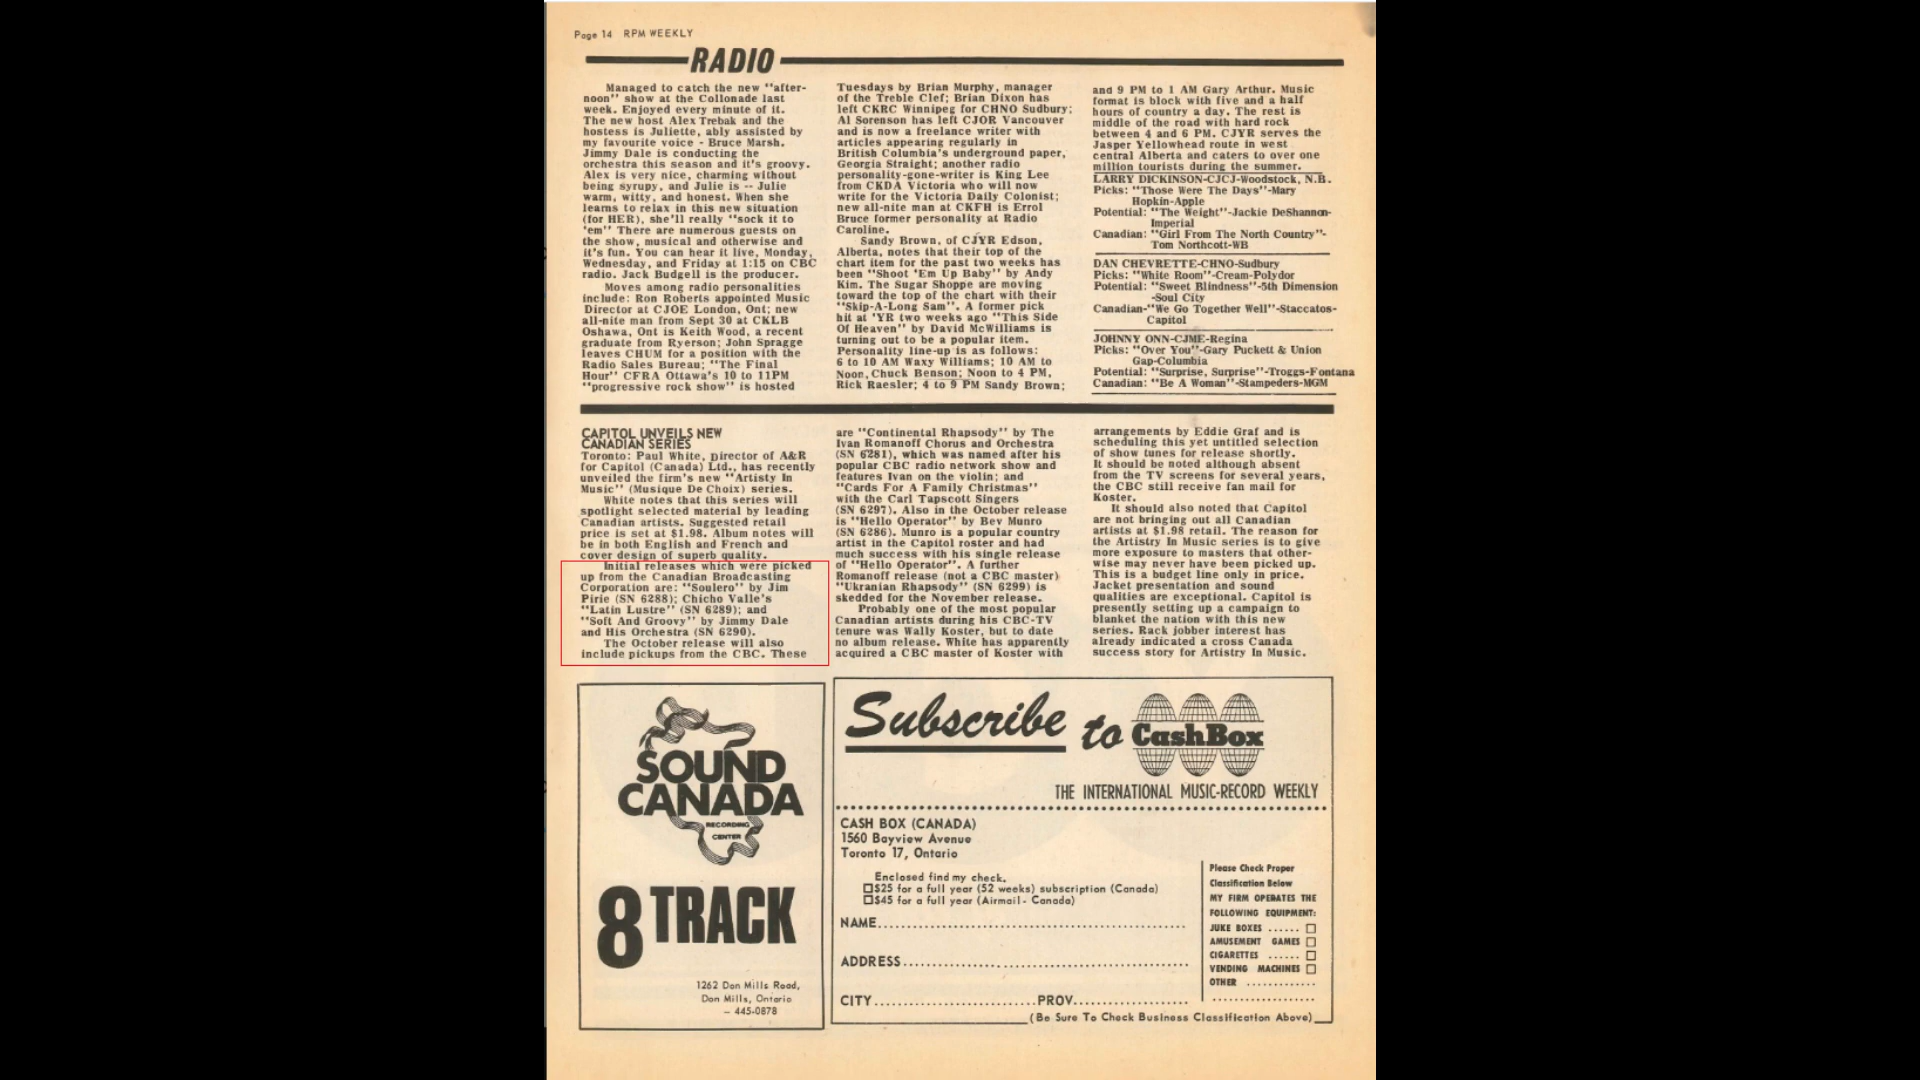 Page 14 RPM WEEKLY
RADIO
Managed to catch the new "after-
noon" show at the Collonade last
week. Enjoyed every minute of it.
The new host Alex Trebak and the
hostess is Juliette, ably assisted by
my favourite voice - Bruce Marsh.
Jimmy Dale is conducting the
orchestra this season and it's groovy.
Alex is very nice, charming without
being syrupy, and Julie is -- Julie
warm, witty, and honest. When she
learns to relax in this new situation
(for HER), she'll really "sock it to
'em" There are numerous guests on
the show, musical and otherwise and
it's fun. You can hear it live, Monday,
Wednesday, and Friday at 1:15 on CBC
radio. Jack Budgell is the producer.
Moves among radio personalities
include: Ron Roberts appointed Music
Director at CJOE London, Ont; new
all-nite man from Sept 30 at CKLB
Oshawa, Ont is Keith Wood, a recent
graduate from Ryerson; John Spragge
leaves CHUM for a position with the
Radio Sales Bureau; "The Final
Hour" CFRA Ottawa's 10 to 11PM
"progressive rock show" is hosted
Tuesdays by Brian Murphy, manager
of the Treble Clef; Brian Dixon has
left CKRC Winnipeg for CHNO Sudbury;
Al Sorenson has left CJOR Vancouver
and is now a freelance writer with
articles appearing regularly in
British Columbia's underground paper,
Georgia Straight; another radio
personality-gone-writer is King Lee
from CKDA Victoria who will now
write for the Victoria Daily Colonist;
new all-nite man at CKFH is Errol
Bruce former personality at Radio
Caroline.
Sandy Brown, of CJYR Edson,
Alberta, notes that their top of the
chart item for the past two weeks has
been "Shoot 'Em Up Baby" by Andy
Kim. The Sugar Shoppe are moving
toward the top of the chart with their
"Skip-A-Long Sam". A former pick
hit at 'YR two weeks ago "This Side
Of Heaven" by David McWilliams is
turning out to be a popular item.
Personality line-up is as follows:
6 to 10 AM Waxy Williams; 10 AM to
Noon, Chuck Benson; Noon to 4 PM,
Rick Raesler; 4 to 9 PM Sandy Brown;
and 9 PM to 1 AM Gary Arthur. Music
format is block with five and a half
hours of country a day. The rest is
middle of the road with hard rock
between 4 and 6 PM. CJYR serves the
Jasper Yellowhead route in west
central Alberta and caters to over one
million tourists during the summer.
LARRY DICKINSON-CJCJ-Woodstock, N.B.
Picks: "Those Were The Days"-Mary
Hopkin-Apple
Potential: "The Weight"-Jackie DeShannon-
Imperial
Canadian: "Girl From The North Country"-
Tom Northcott-WB
DAN CHEVRETTE-CHNO-Sudbury
Picks: "White Room"-Cream-Polydor
Potential: "Sweet Blindness"-5th Dimension
-Soul City
Canadian-"We Go Together Well"-Staccatos-
Capitol
JOHNNY ONN-CJME-Regina
Picks: "Over You"-Gary Puckett & Union
Gap-Columbia
Potential: "Surprise, Surprise"-Troggs-Fontana
Canadian: "Be A Woman"-Stampeders-MGM
CAPITOL UNVEILS NEW
CANADIAN SERIES
Toronto: Paul White, Director of A&R
for Capitol (Canada) Ltd., has recently
unveiled the firm's new "Artisty In
Music" (Musique De Choix) series.
White notes that this series will
spotlight selected material by leading
Canadian artists. Suggested retail
price is set at $1.98. Album notes will
be in both English and French and
cover design of superb quality.
Initial releases which were picked
up from the Canadian Broadcasting
Corporation are: "Soulero" by Jim
Pirie (SN 6288); Chicho Valle's
"Latin Lustre" (SN 6289); and
"Soft And Groovy" by Jimmy Dale
and His Orchestra (SN 6290).
The October release will also
include pickups from the CBC. These
are "Continental Rhapsody" by The
Ivan Romanoff Chorus and Orchestra
(SN 6281), which was named after his
popular CBC radio network show and
features Ivan on the violin; and
"Cards For A Family Christmas"
with the Carl Tapscott Singers
(SN 6297). Also in the October release
is "Hello Operator" by Bev Munro
(SN 6286). Munro is a popular country
artist in the Capitol roster and had
much success with his single release
of "Hello Operator". A further
Romanoff release (not a CBC master)
"Ukranian Rhapsody" (SN 6299) is
skedded for the November release.
Probably one of the most popular
Canadian artists during his CBC-TV
tenure was Wally Koster, but to date
no album release. White has apparently
acquired a CBC master of Koster with
arrangements by Eddie Graf and is
scheduling this yet untitled selection
of show tunes for release shortly.
It should be noted although absent
from the TV screens for several years,
the CBC still receive fan mail for
Koster.
It should also noted that Capitol
are not bringing out all Canadian
artists at $1.98 retail. The reason for
the Artistry In Music series is to give
more exposure to masters that other-
wise may never have been picked up.
This is a budget line only in price.
Jacket presentation and sound
qualities are exceptional. Capitol is
presently setting up a campaign to
blanket the nation with this new
series. Rack jobber interest has
already indicated a cross Canada
success story for Artistry In Music.
SOUND
CANADA
RECORDING
CENTER
8 TRACK
1262 Don Mills Road,
Don Mills, Ontario
– 445-0878
Subscribe to CashBox
THE INTERNATIONAL MUSIC-RECORD WEEKLY
CASH BOX (CANADA)
1560 Bayview Avenue
Toronto 17, Ontario
Enclosed find my check.
$25 for a full year (52 weeks) subscription (Canada)
$45 for a full year (Airmail - Canada)
NAME
ADDRESS
CITY PROV.
Please Check Proper
Classification Below
MY FIRM OPERATES THE
FOLLOWING EQUIPMENT:
JUKE BOXES
AMUSEMENT GAMES
CIGARETTES
VENDING MACHINES
OTHER
(Be Sure To Check Business Classification Above)